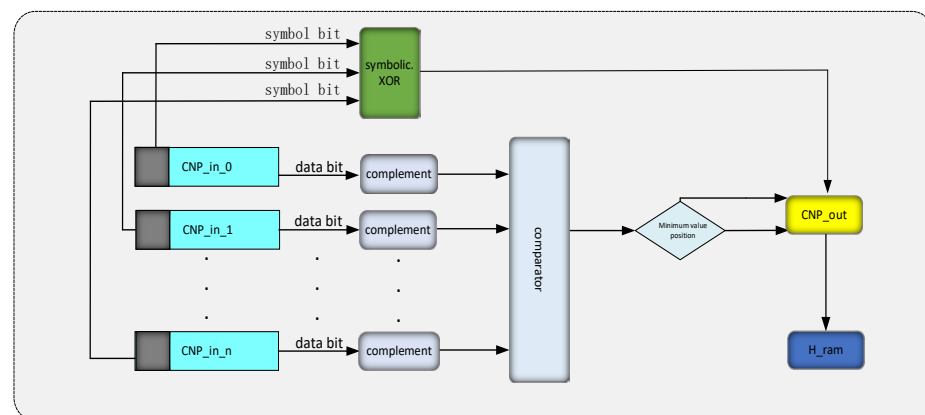 symbol bit
symbol bit
symbol bit
symbolic.
XOR
CNP_in_0
data bit
complement
CNP_in_1
data bit
complement
CNP_in_n
data bit
complement
comparator
Minimum value
position
CNP_out
H_ram